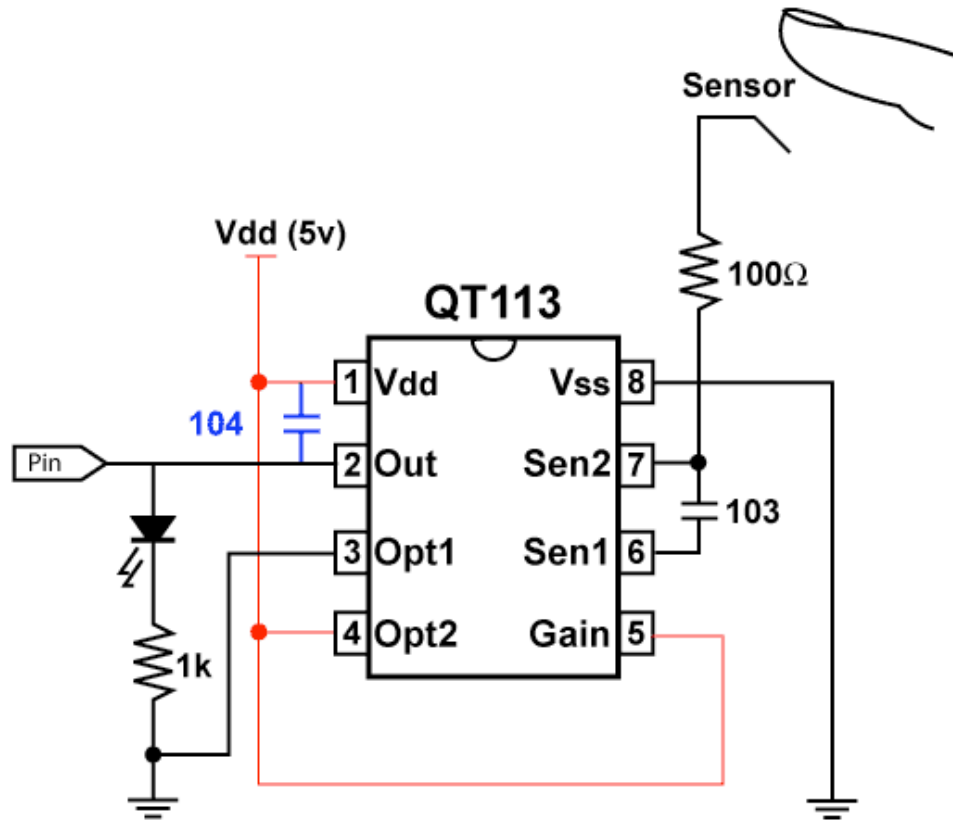 Sensor
Vdd (5v)
100Ω
QT113
1 Vdd Vss 8
104
Pin
2 Out Sen2 7
103
3 Opt1 Sen1 6
4 Opt2 Gain 5
1k